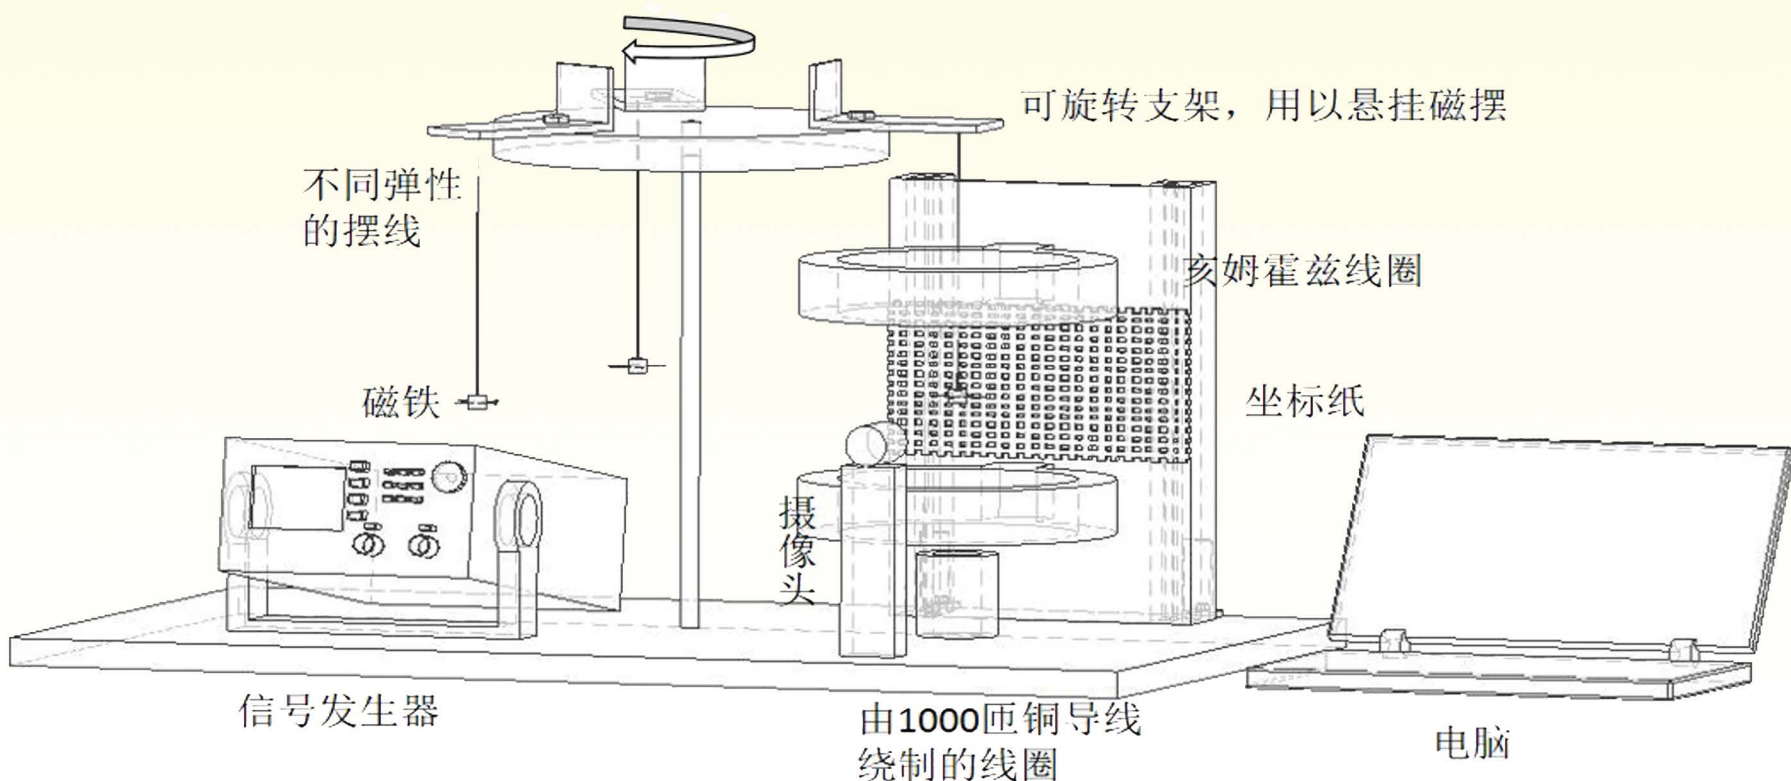 可旋转支架，用以悬挂磁摆
不同弹性
的摆线
亥姆霍兹线圈
磁铁
坐标纸
摄像头
信号发生器
由1000匝铜导线
绕制的线圈
电脑